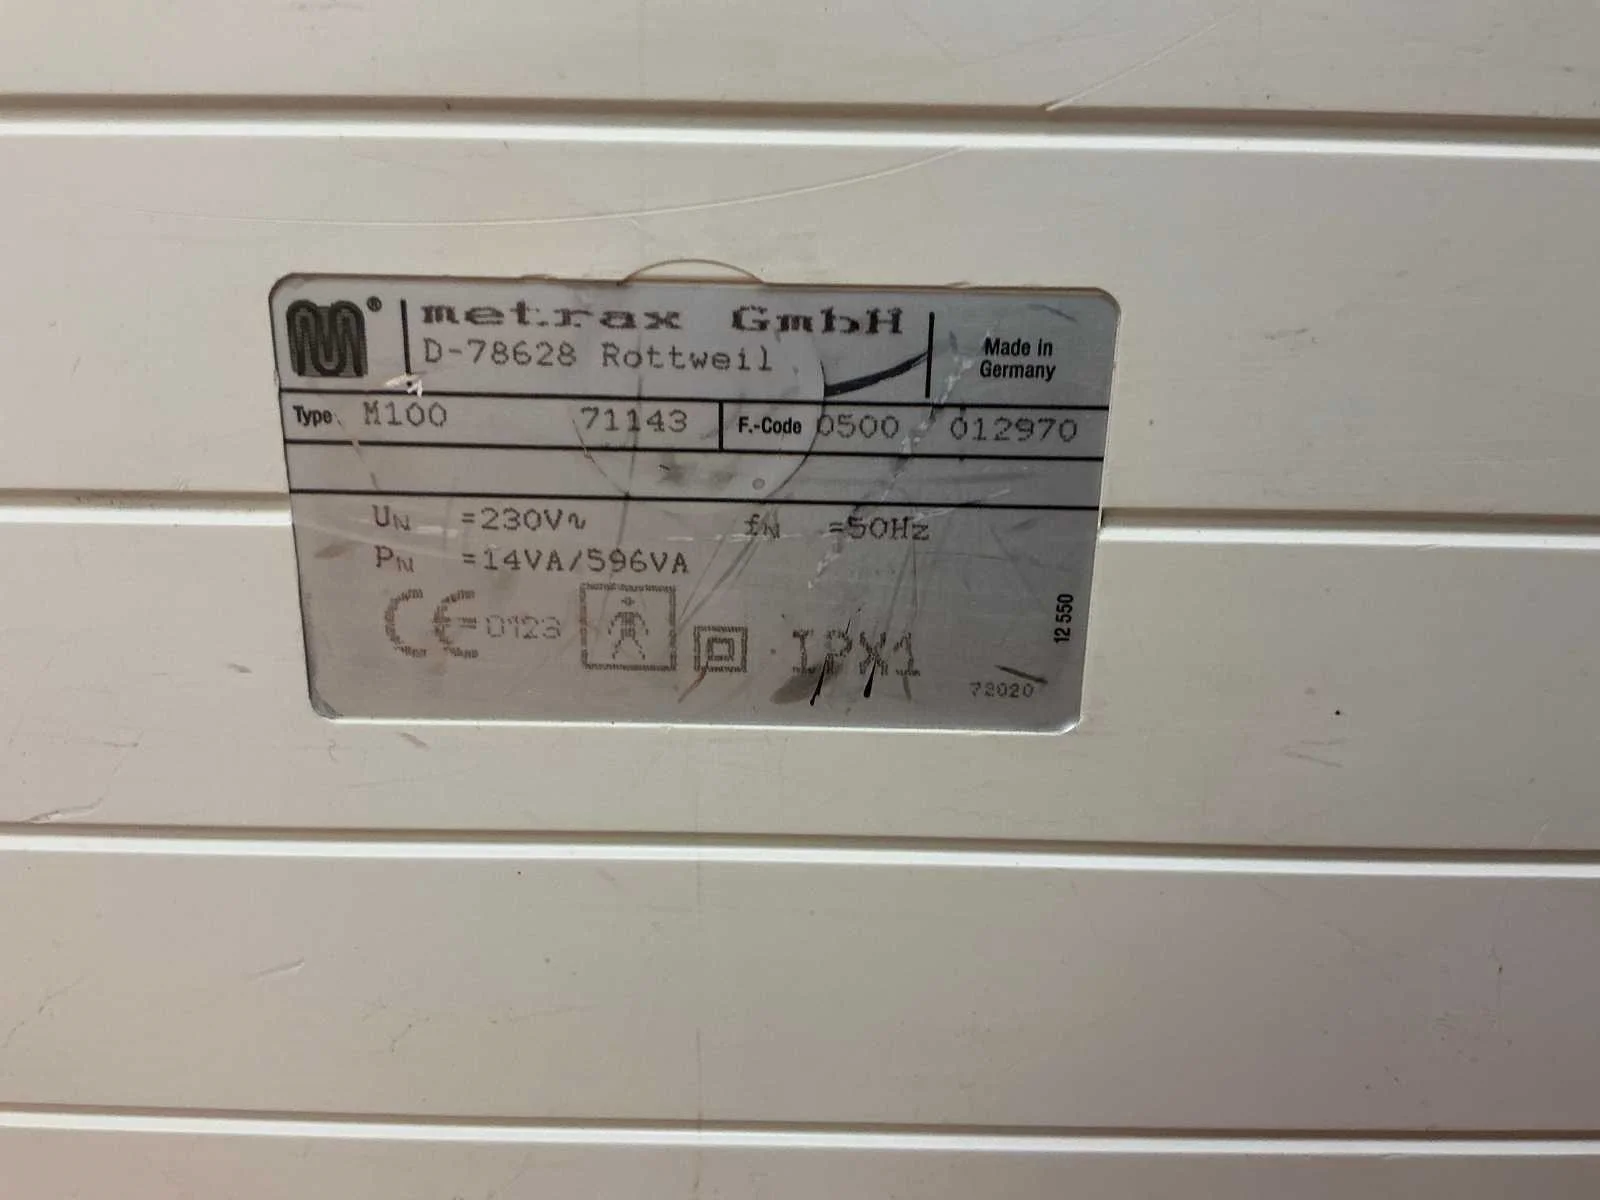 ® metrax GmbH
D-78628 Rottweil
Made in
Germany
Type M100 71143 F.-Code 0500 012970
UN =230V~ fN =50Hz
PN =14VA/596VA
CE 0123 IPX1
12 550
72020